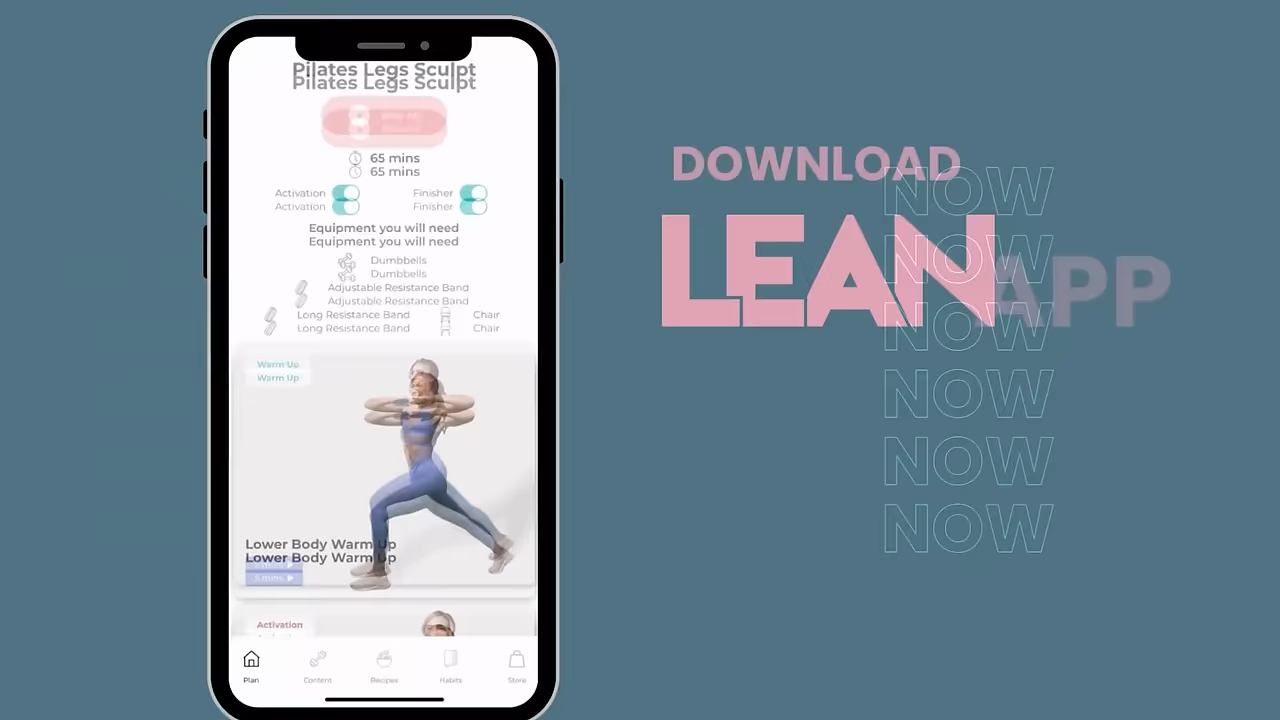 Pilates Legs Sculpt
Pilates Legs Sculpt
65 mins
65 mins
Activation Finisher
Activation Finisher
Equipment you will need
Equipment you will need
Dumbbells
Dumbbells
Adjustable Resistance Band
Adjustable Resistance Band
Long Resistance Band Chair
Long Resistance Band Chair
Warm Up
Warm Up
Lower Body Warm Up
Lower Body Warm Up
5 mins
Activation
Plan Content Recipes Habits Store
DOWNLOAD
LEAN APP
NOW
NOW
NOW
NOW
NOW
NOW